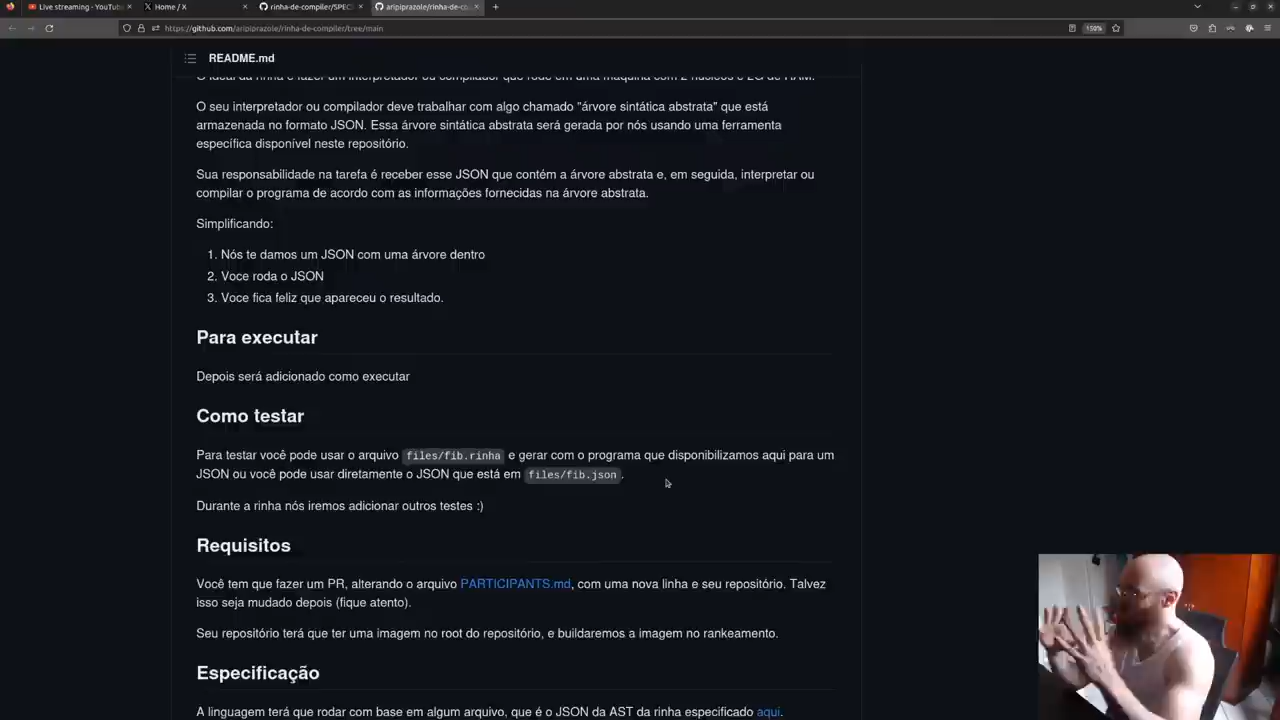 Live streaming - YouTub
Home / X
rinha-de-compiler/SPEC
aripiprazole/rinha-de-co
https://github.com/aripiprazole/rinha-de-compiler/tree/main
150%
README.md
O ideal da rinha é fazer um interpretador ou compilador que rode em uma máquina com 2 núcleos e 2G de RAM.
O seu interpretador ou compilador deve trabalhar com algo chamado "árvore sintática abstrata" que está
armazenada no formato JSON. Essa árvore sintática abstrata será gerada por nós usando uma ferramenta
específica disponível neste repositório.
Sua responsabilidade na tarefa é receber esse JSON que contém a árvore abstrata e, em seguida, interpretar ou
compilar o programa de acordo com as informações fornecidas na árvore abstrata.
Simplificando:
1. Nós te damos um JSON com uma árvore dentro
2. Voce roda o JSON
3. Voce fica feliz que apareceu o resultado.
Para executar
Depois será adicionado como executar
Como testar
Para testar você pode usar o arquivo files/fib.rinha e gerar com o programa que disponibilizamos aqui para um
JSON ou você pode usar diretamente o JSON que está em files/fib.json.
Durante a rinha nós iremos adicionar outros testes :)
Requisitos
Você tem que fazer um PR, alterando o arquivo PARTICIPANTS.md, com uma nova linha e seu repositório. Talvez
isso seja mudado depois (fique atento).
Seu repositório terá que ter uma imagem no root do repositório, e buildaremos a imagem no rankeamento.
Especificação
A linguagem terá que rodar com base em algum arquivo, que é o JSON da AST da rinha especificado aqui.